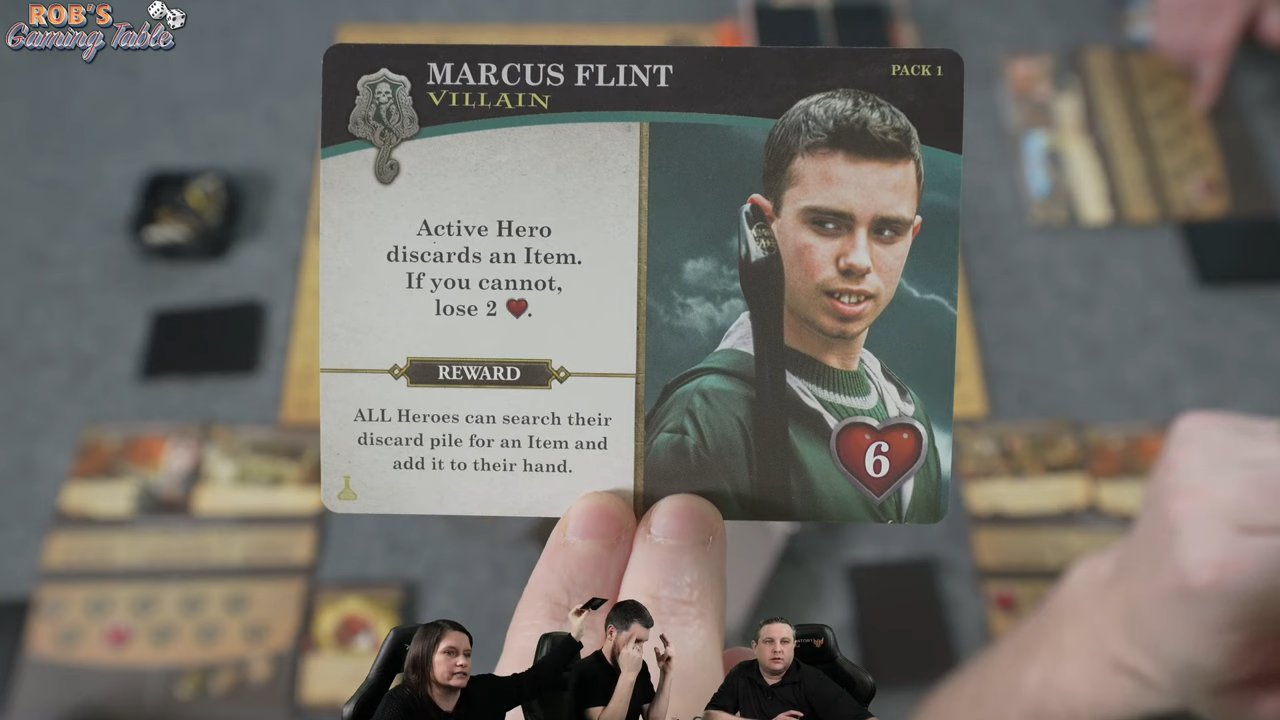 ROB'S
Gaming Table
MARCUS FLINT
VILLAIN
PACK 1
Active Hero
discards an Item.
If you cannot,
lose 2 .
REWARD
ALL Heroes can search their
discard pile for an Item and
add it to their hand.
6